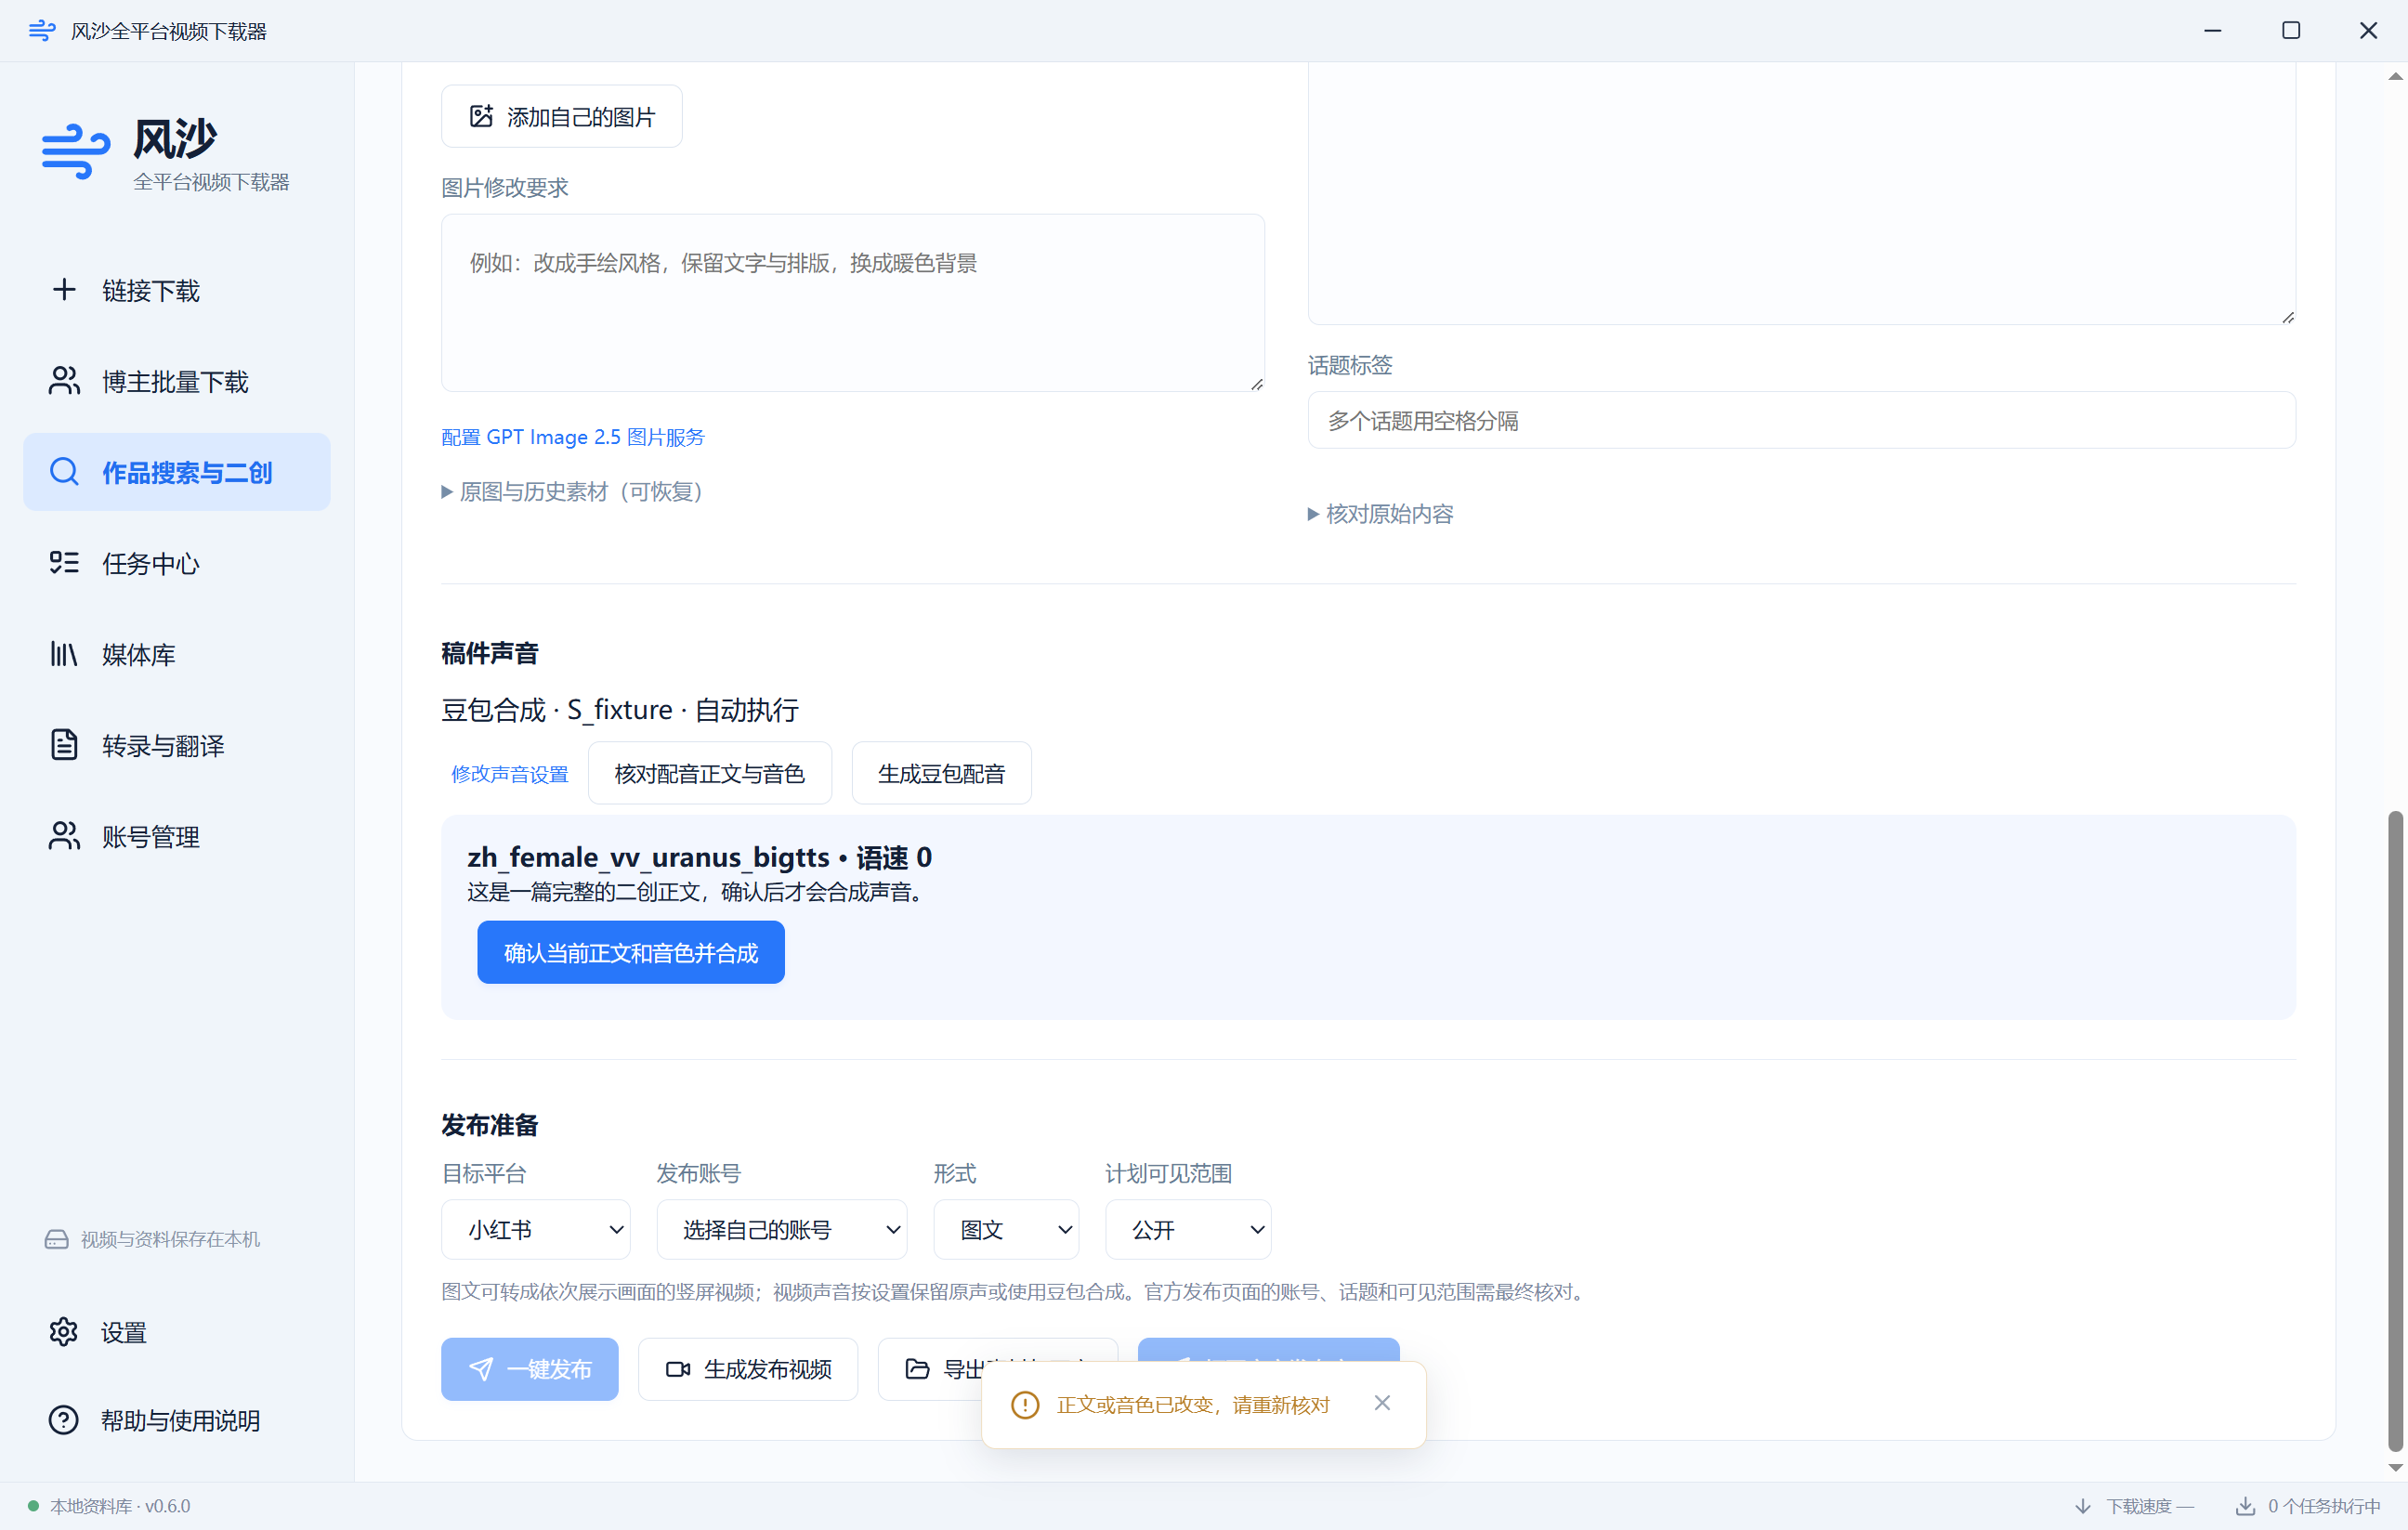 风沙全平台视频下载器
风沙
全平台视频下载器
链接下载
博主批量下载
作品搜索与二创
任务中心
媒体库
转录与翻译
账号管理
视频与资料保存在本机
设置
帮助与使用说明
添加自己的图片
图片修改要求
例如：改成手绘风格，保留文字与排版，换成暖色背景
配置 GPT Image 2.5 图片服务
原图与历史素材（可恢复）
话题标签
多个话题用空格分隔
核对原始内容
稿件声音
豆包合成 · S_fixture · 自动执行
修改声音设置 核对配音正文与音色 生成豆包配音
zh_female_vv_uranus_bigtts • 语速 0
这是一篇完整的二创正文，确认后才会合成声音。
确认当前正文和音色并合成
发布准备
目标平台 发布账号 形式 计划可见范围
小红书 选择自己的账号 图文 公开
图文可转成依次展示画面的竖屏视频；视频声音按设置保留原声或使用豆包合成。官方发布页面的账号、话题和可见范围需最终核对。
一键发布 生成发布视频 导出
正文或音色已改变，请重新核对
本地资料库 · v0.6.0
下载速度 — 0 个任务执行中